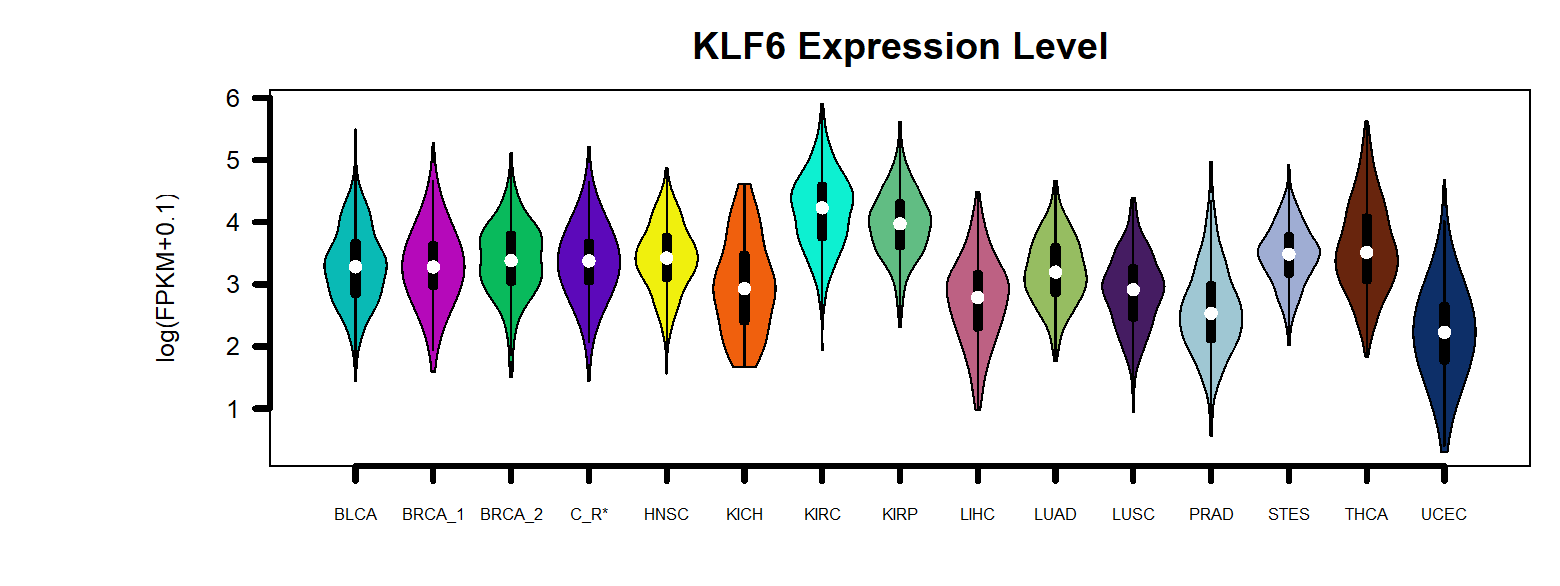 KLF6 Expression Level
log(FPKM+0.1)
6
5
4
3
2
1
BLCA BRCA_1 BRCA_2 C_R* HNSC KICH KIRC KIRP LIHC LUAD LUSC PRAD STES THCA UCEC